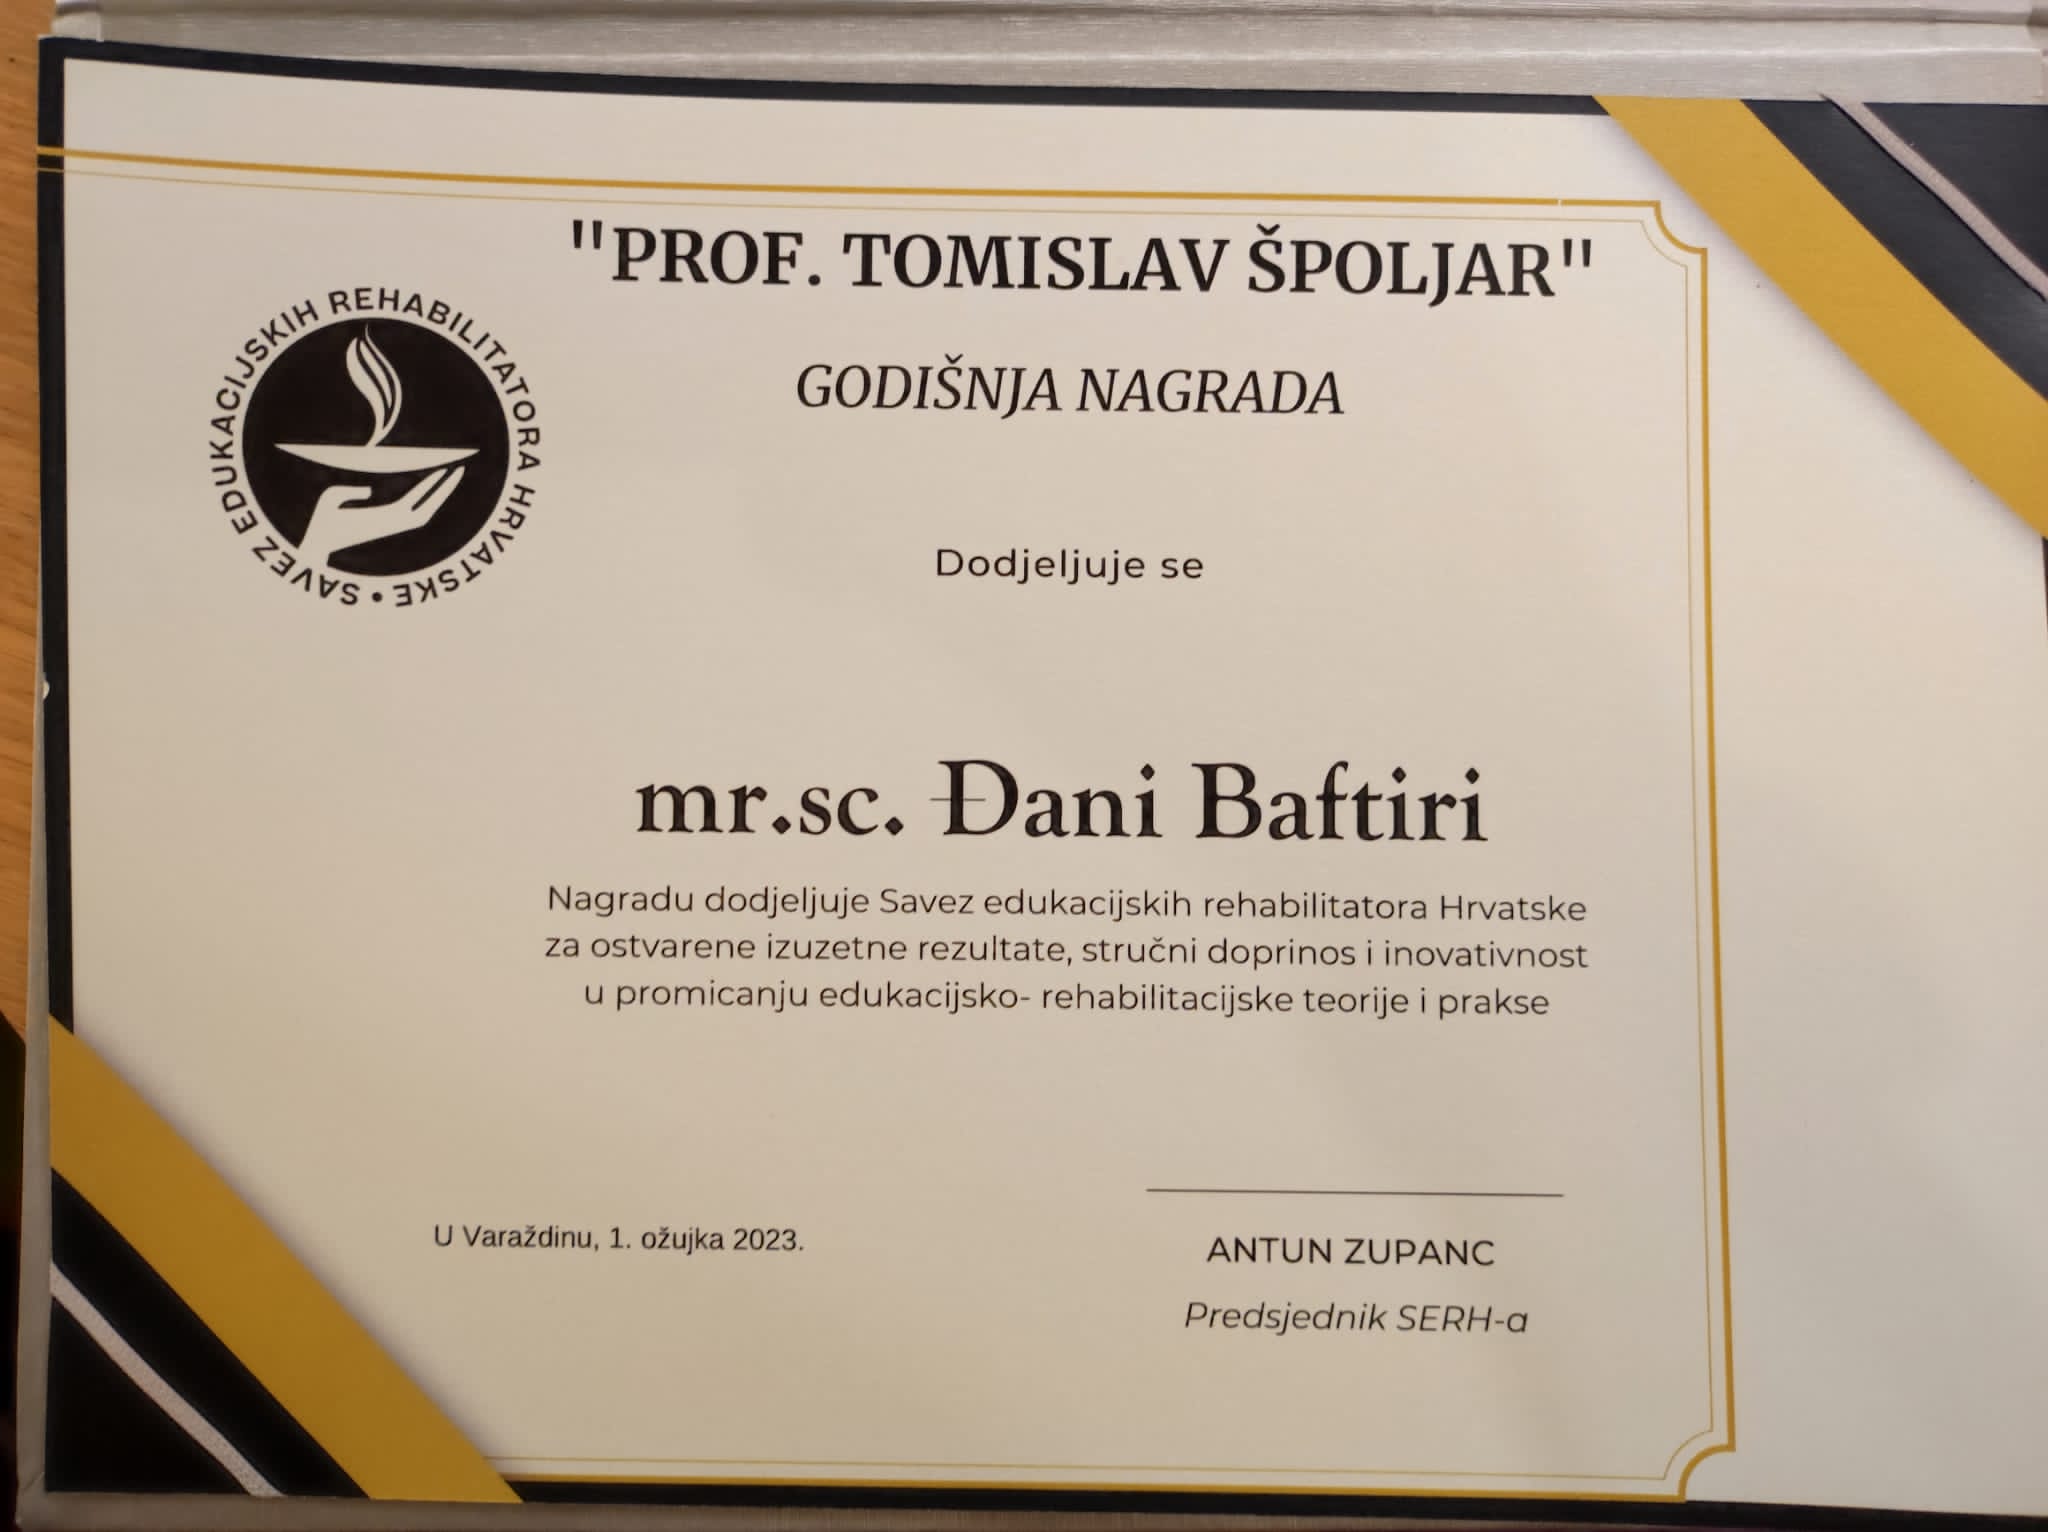 "PROF. TOMISLAV ŠPOLJAR"
GODIŠNJA NAGRADA
SAVEZ EDUKACIJSKIH REHABILITATORA HRVATSKE •
Dodjeljuje se
mr.sc. Đani Baftiri
Nagradu dodjeljuje Savez edukacijskih rehabilitatora Hrvatske
za ostvarene izuzetne rezultate, stručni doprinos i inovativnost
u promicanju edukacijsko- rehabilitacijske teorije i prakse
U Varaždinu, 1. ožujka 2023.
ANTUN ZUPANC
Predsjednik SERH-a